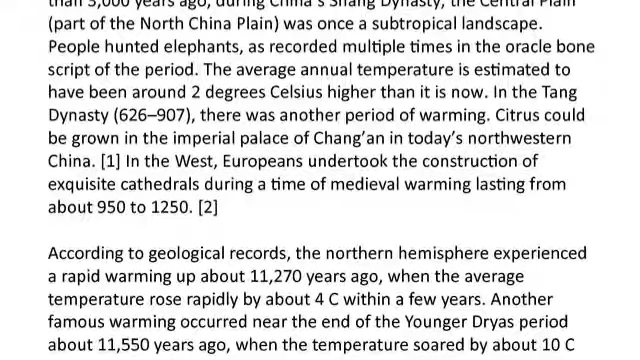 than 3,000 years ago, during China's Shang Dynasty, the Central Plain
(part of the North China Plain) was once a subtropical landscape.
People hunted elephants, as recorded multiple times in the oracle bone
script of the period. The average annual temperature is estimated to
have been around 2 degrees Celsius higher than it is now. In the Tang
Dynasty (626–907), there was another period of warming. Citrus could
be grown in the imperial palace of Chang'an in today's northwestern
China. [1] In the West, Europeans undertook the construction of
exquisite cathedrals during a time of medieval warming lasting from
about 950 to 1250. [2]
According to geological records, the northern hemisphere experienced
a rapid warming up about 11,270 years ago, when the average
temperature rose rapidly by about 4 C within a few years. Another
famous warming occurred near the end of the Younger Dryas period
about 11,550 years ago, when the temperature soared by about 10 C